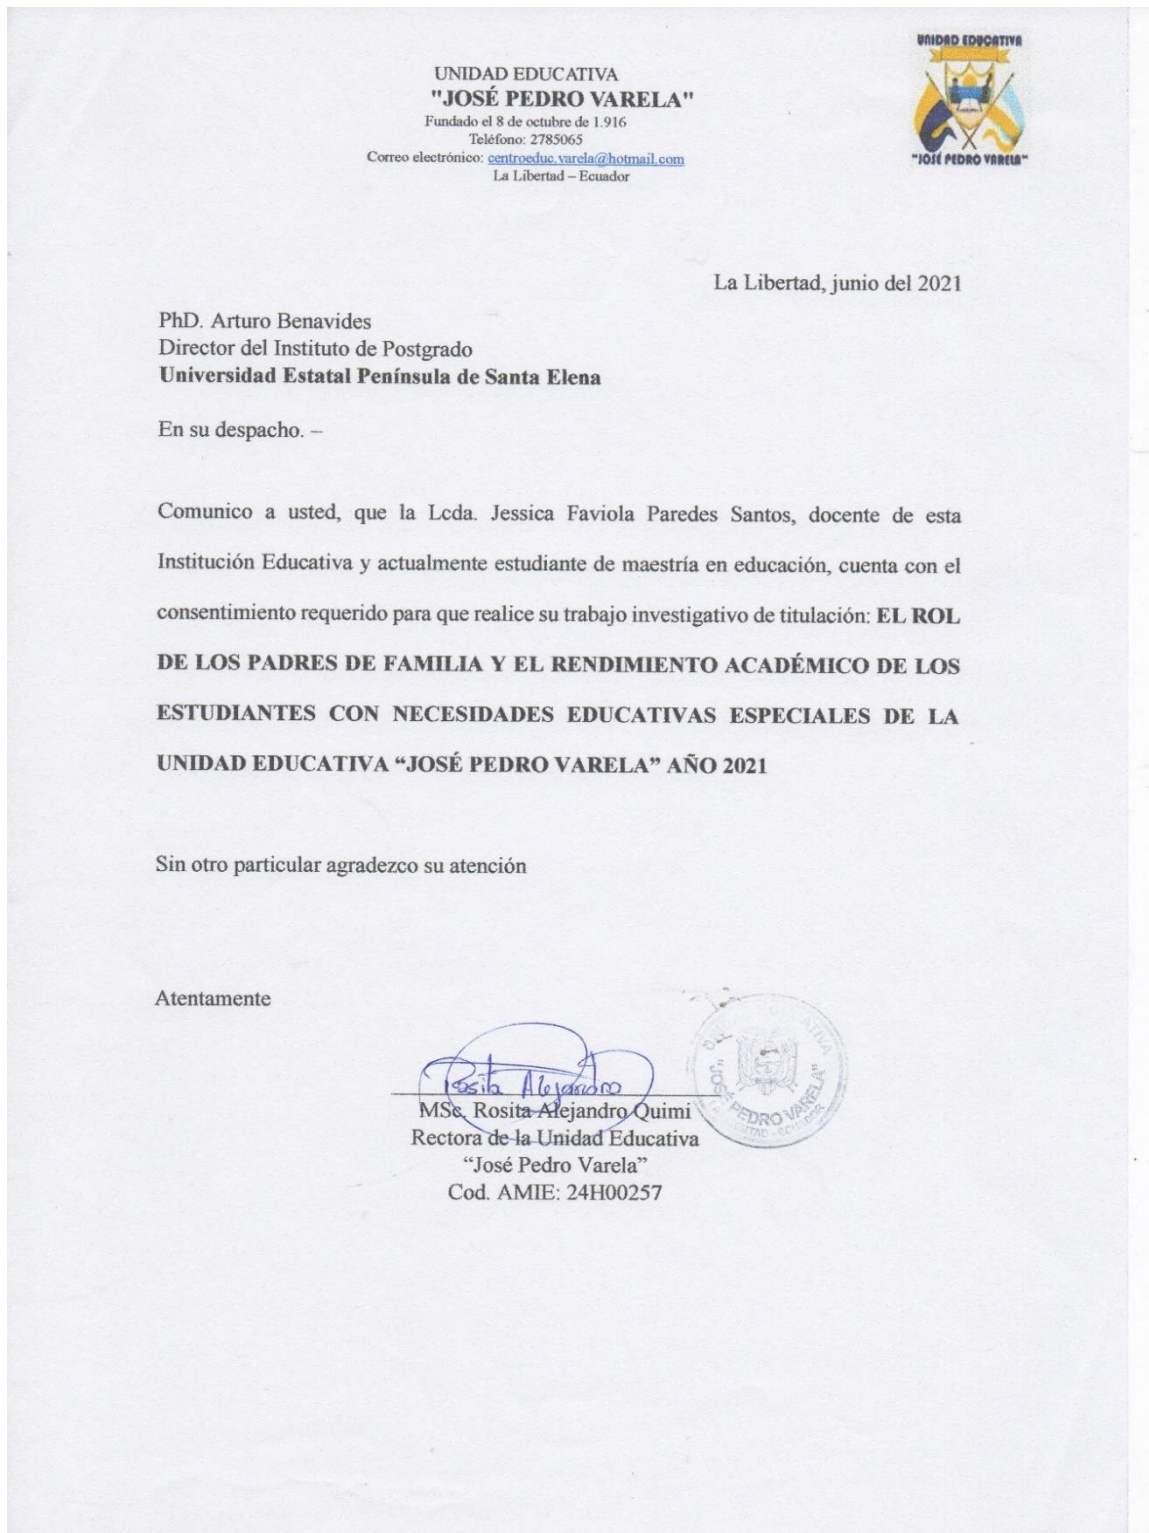 UNIDAD EDUCATIVA
"JOSÉ PEDRO VARELA"
UNIDAD EDUCATIVA
"JOSÉ PEDRO VARELA"
Fundado el 8 de octubre de 1.916
Teléfono: 2785065
Correo electrónico: centroeduc.varela@hotmail.com
La Libertad – Ecuador
La Libertad, junio del 2021
PhD. Arturo Benavides
Director del Instituto de Postgrado
Universidad Estatal Península de Santa Elena
En su despacho. –
Comunico a usted, que la Lcda. Jessica Faviola Paredes Santos, docente de esta
Institución Educativa y actualmente estudiante de maestría en educación, cuenta con el
consentimiento requerido para que realice su trabajo investigativo de titulación: EL ROL
DE LOS PADRES DE FAMILIA Y EL RENDIMIENTO ACADÉMICO DE LOS
ESTUDIANTES CON NECESIDADES EDUCATIVAS ESPECIALES DE LA
UNIDAD EDUCATIVA “JOSÉ PEDRO VARELA” AÑO 2021
Sin otro particular agradezco su atención
Atentamente
Rosita Alejandro
MSc. Rosita Alejandro Quimi
Rectora de la Unidad Educativa
“José Pedro Varela”
Cod. AMIE: 24H00257
"JOSÉ PEDRO VARELA"
ECUADOR